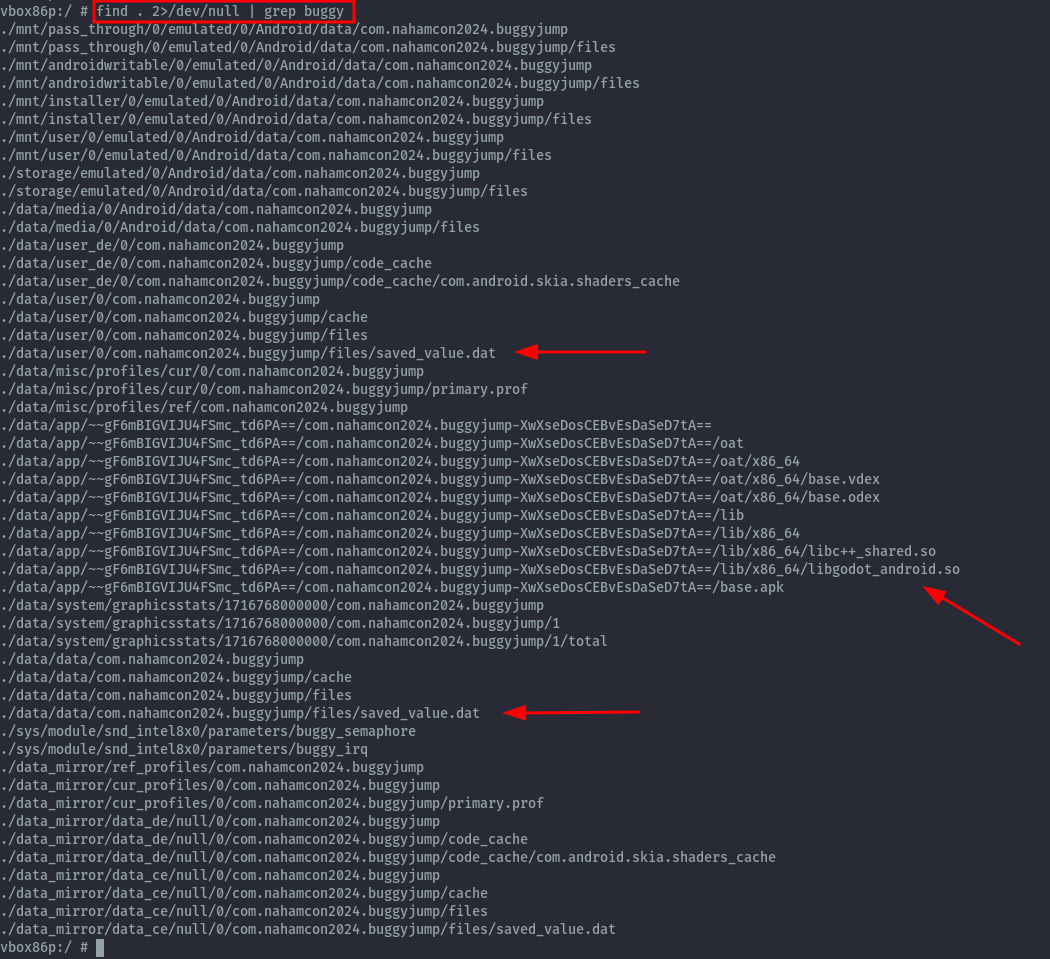 vbox86p:/ # find . 2>/dev/null | grep buggy
./mnt/pass_through/0/emulated/0/Android/data/com.nahamcon2024.buggyjump
./mnt/pass_through/0/emulated/0/Android/data/com.nahamcon2024.buggyjump/files
./mnt/androidwritable/0/emulated/0/Android/data/com.nahamcon2024.buggyjump
./mnt/androidwritable/0/emulated/0/Android/data/com.nahamcon2024.buggyjump/files
./mnt/installer/0/emulated/0/Android/data/com.nahamcon2024.buggyjump
./mnt/installer/0/emulated/0/Android/data/com.nahamcon2024.buggyjump/files
./mnt/user/0/emulated/0/Android/data/com.nahamcon2024.buggyjump
./mnt/user/0/emulated/0/Android/data/com.nahamcon2024.buggyjump/files
./storage/emulated/0/Android/data/com.nahamcon2024.buggyjump
./storage/emulated/0/Android/data/com.nahamcon2024.buggyjump/files
./data/media/0/Android/data/com.nahamcon2024.buggyjump
./data/media/0/Android/data/com.nahamcon2024.buggyjump/files
./data/user_de/0/com.nahamcon2024.buggyjump
./data/user_de/0/com.nahamcon2024.buggyjump/code_cache
./data/user_de/0/com.nahamcon2024.buggyjump/code_cache/com.android.skia.shaders_cache
./data/user/0/com.nahamcon2024.buggyjump
./data/user/0/com.nahamcon2024.buggyjump/cache
./data/user/0/com.nahamcon2024.buggyjump/files
./data/user/0/com.nahamcon2024.buggyjump/files/saved_value.dat
./data/misc/profiles/cur/0/com.nahamcon2024.buggyjump
./data/misc/profiles/cur/0/com.nahamcon2024.buggyjump/primary.prof
./data/misc/profiles/ref/com.nahamcon2024.buggyjump
./data/app/~~gF6mBIGVIJU4FSmc_td6PA==/com.nahamcon2024.buggyjump-XwXseDosCEBvEsDaSeD7tA==
./data/app/~~gF6mBIGVIJU4FSmc_td6PA==/com.nahamcon2024.buggyjump-XwXseDosCEBvEsDaSeD7tA==/oat
./data/app/~~gF6mBIGVIJU4FSmc_td6PA==/com.nahamcon2024.buggyjump-XwXseDosCEBvEsDaSeD7tA==/oat/x86_64
./data/app/~~gF6mBIGVIJU4FSmc_td6PA==/com.nahamcon2024.buggyjump-XwXseDosCEBvEsDaSeD7tA==/oat/x86_64/base.vdex
./data/app/~~gF6mBIGVIJU4FSmc_td6PA==/com.nahamcon2024.buggyjump-XwXseDosCEBvEsDaSeD7tA==/oat/x86_64/base.odex
./data/app/~~gF6mBIGVIJU4FSmc_td6PA==/com.nahamcon2024.buggyjump-XwXseDosCEBvEsDaSeD7tA==/lib
./data/app/~~gF6mBIGVIJU4FSmc_td6PA==/com.nahamcon2024.buggyjump-XwXseDosCEBvEsDaSeD7tA==/lib/x86_64
./data/app/~~gF6mBIGVIJU4FSmc_td6PA==/com.nahamcon2024.buggyjump-XwXseDosCEBvEsDaSeD7tA==/lib/x86_64/libc++_shared.so
./data/app/~~gF6mBIGVIJU4FSmc_td6PA==/com.nahamcon2024.buggyjump-XwXseDosCEBvEsDaSeD7tA==/lib/x86_64/libgodot_android.so
./data/app/~~gF6mBIGVIJU4FSmc_td6PA==/com.nahamcon2024.buggyjump-XwXseDosCEBvEsDaSeD7tA==/base.apk
./data/system/graphicsstats/1716768000000/com.nahamcon2024.buggyjump
./data/system/graphicsstats/1716768000000/com.nahamcon2024.buggyjump/1
./data/system/graphicsstats/1716768000000/com.nahamcon2024.buggyjump/1/total
./data/data/com.nahamcon2024.buggyjump
./data/data/com.nahamcon2024.buggyjump/cache
./data/data/com.nahamcon2024.buggyjump/files
./data/data/com.nahamcon2024.buggyjump/files/saved_value.dat
./sys/module/snd_intel8x0/parameters/buggy_semaphore
./sys/module/snd_intel8x0/parameters/buggy_irq
./data_mirror/ref_profiles/com.nahamcon2024.buggyjump
./data_mirror/cur_profiles/0/com.nahamcon2024.buggyjump
./data_mirror/cur_profiles/0/com.nahamcon2024.buggyjump/primary.prof
./data_mirror/data_de/null/0/com.nahamcon2024.buggyjump
./data_mirror/data_de/null/0/com.nahamcon2024.buggyjump/code_cache
./data_mirror/data_de/null/0/com.nahamcon2024.buggyjump/code_cache/com.android.skia.shaders_cache
./data_mirror/data_ce/null/0/com.nahamcon2024.buggyjump
./data_mirror/data_ce/null/0/com.nahamcon2024.buggyjump/cache
./data_mirror/data_ce/null/0/com.nahamcon2024.buggyjump/files
./data_mirror/data_ce/null/0/com.nahamcon2024.buggyjump/files/saved_value.dat
vbox86p:/ #